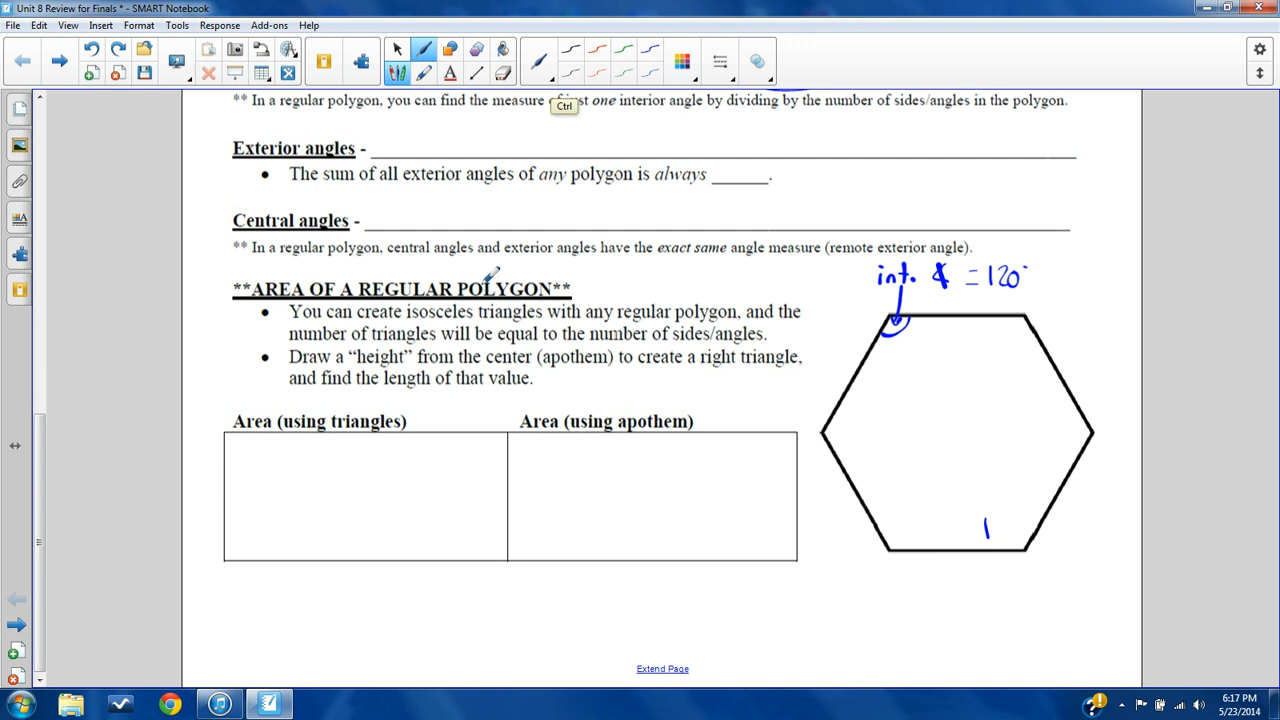 Unit 8 Review for Finals * - SMART Notebook
File Edit View Insert Format Tools Response Add-ons Help
** In a regular polygon, you can find the measure of just one interior angle by dividing by the number of sides/angles in the polygon.
Ctrl
Exterior angles - ____
• The sum of all exterior angles of any polygon is always ______.
Central angles - ____
** In a regular polygon, central angles and exterior angles have the exact same angle measure (remote exterior angle).
int. ∢ = 120°
**AREA OF A REGULAR POLYGON**
• You can create isosceles triangles with any regular polygon, and the
number of triangles will be equal to the number of sides/angles.
• Draw a “height” from the center (apothem) to create a right triangle,
and find the length of that value.
Area (using triangles) Area (using apothem)
Extend Page
6:17 PM
5/23/2014